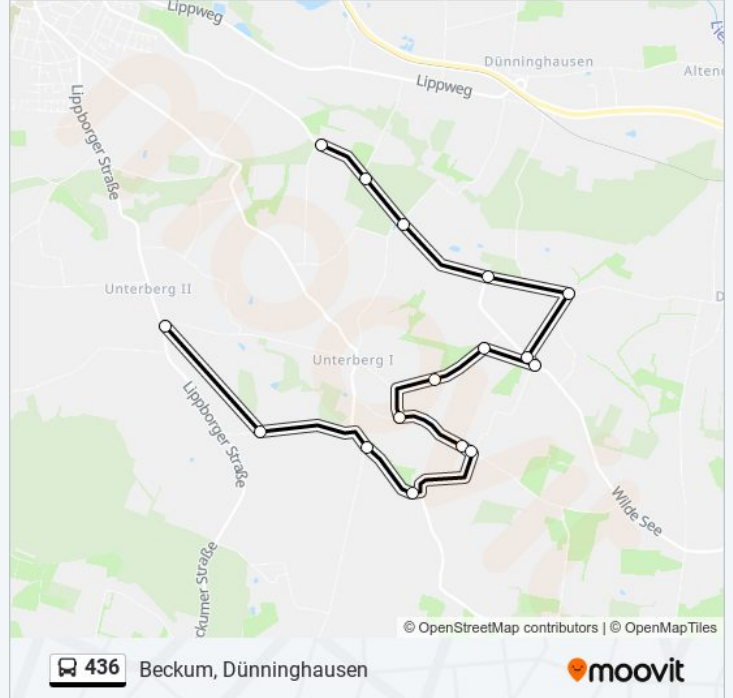 Lippweg
Dünninghausen
Lippweg
Lippborger Straße
Unterberg II
Unterberg I
Lippborger Straße
Wilde See
ckumer Straße
© OpenStreetMap contributors | © OpenMapTiles
436 Beckum, Dünninghausen
moovit